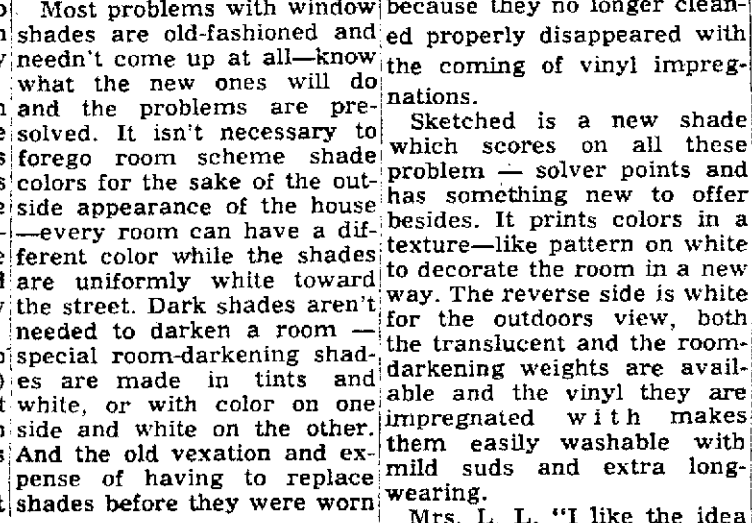 Most problems with window
shades are old-fashioned and
needn't come up at all—know
what the new ones will do
and the problems are pre-
solved. It isn't necessary to
forego room scheme shade
colors for the sake of the out-
side appearance of the house
—every room can have a dif-
ferent color while the shades
are uniformly white toward
the street. Dark shades aren't
needed to darken a room —
special room-darkening shad-
es are made in tints and
white, or with color on one
side and white on the other.
And the old vexation and ex-
pense of having to replace
shades before they were worn
because they no longer clean-
ed properly disappeared with
the coming of vinyl impreg-
nations.
Sketched is a new shade
which scores on all these
problem — solver points and
has something new to offer
besides. It prints colors in a
texture—like pattern on white
to decorate the room in a new
way. The reverse side is white
for the outdoors view, both
the translucent and the room-
darkening weights are avail-
able and the vinyl they are
impregnated with makes
them easily washable with
mild suds and extra long-
wearing.
Mrs. L. L. "I like the idea